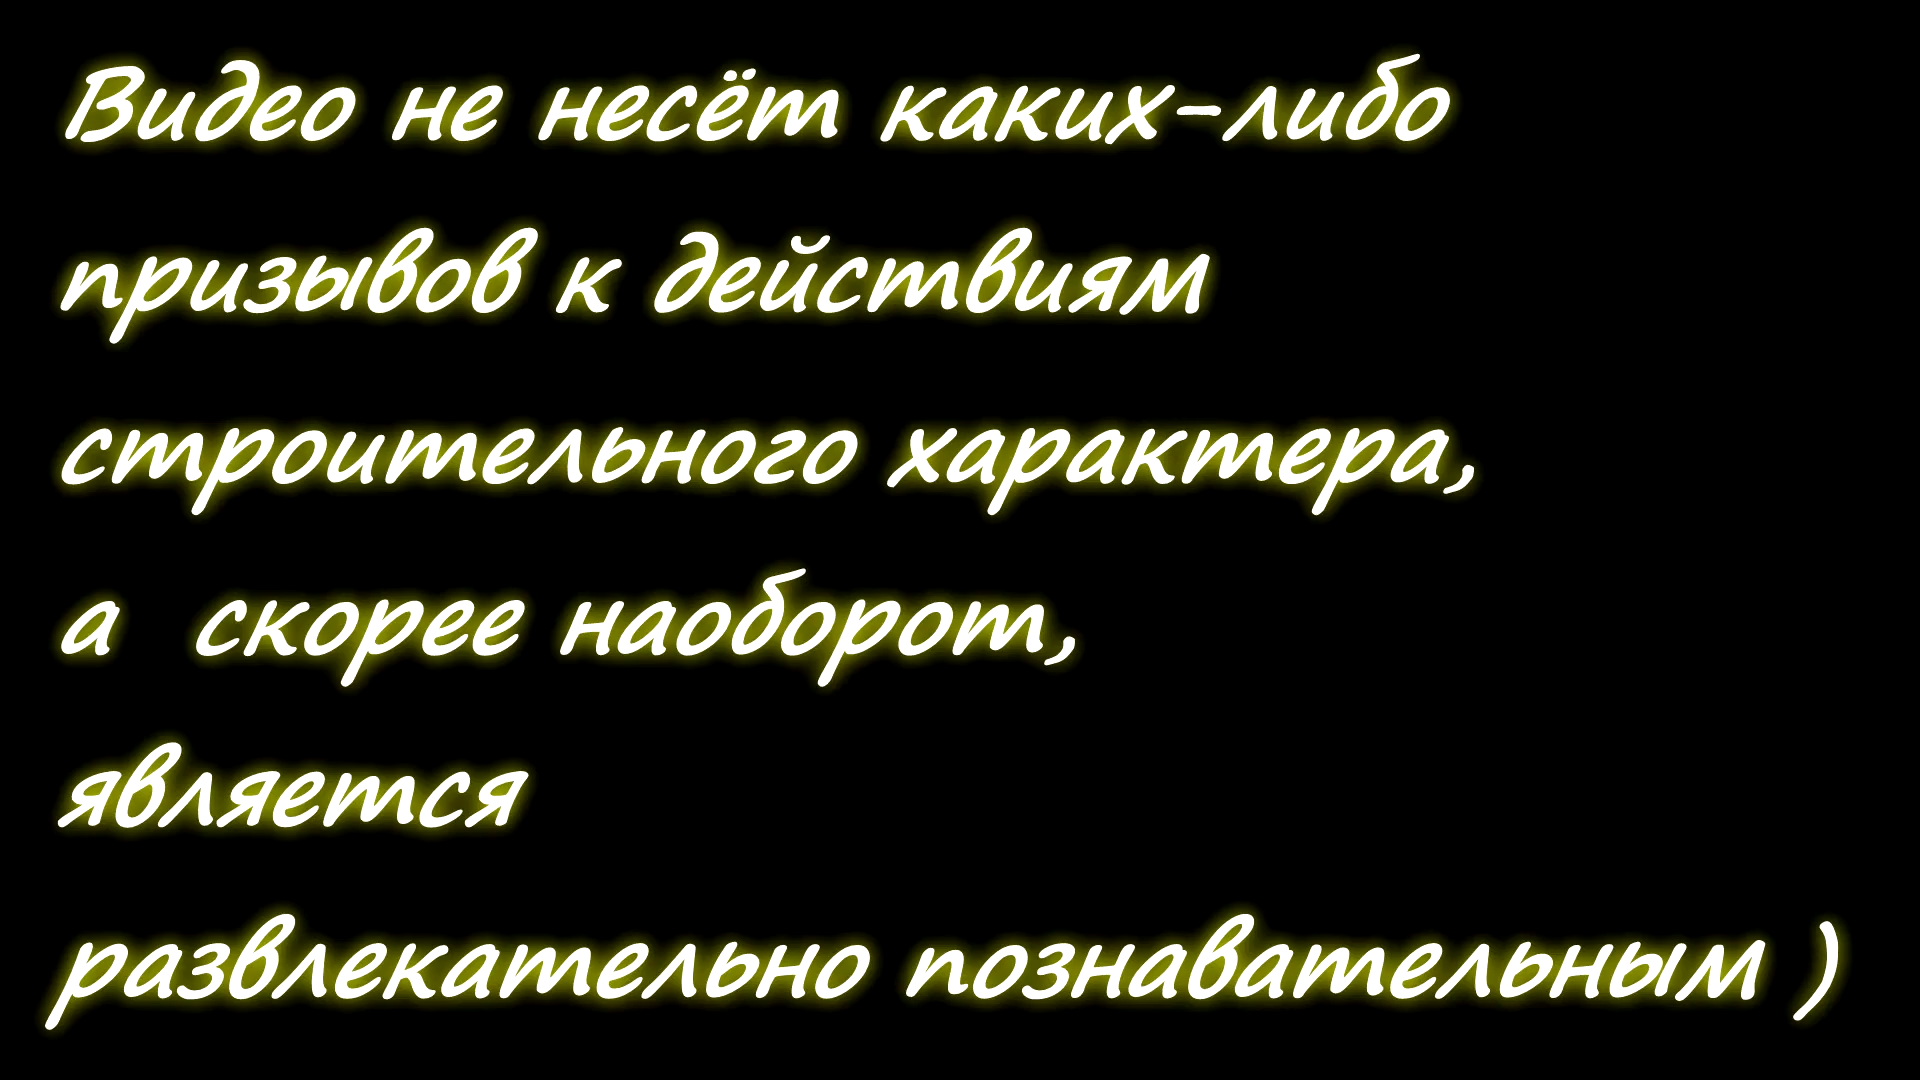 Видео не несёт каких-либо
призывов к действиям
строительного характера,
а скорее наоборот,
является
развлекательно познавательным )